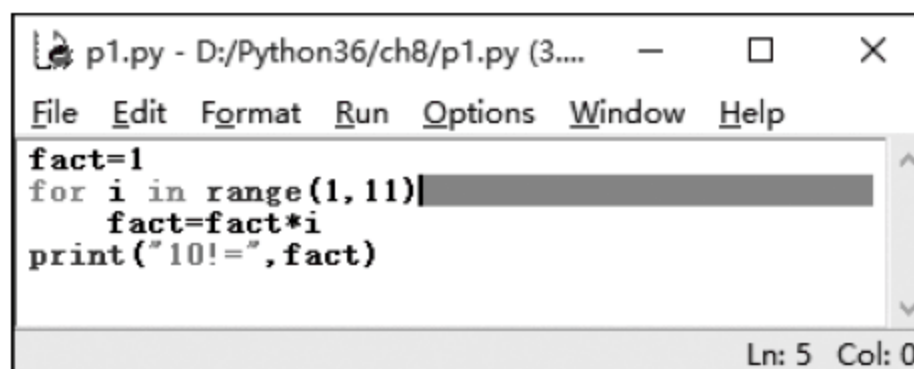 p1.py - D:/Python36/ch8/p1.py (3....
File Edit Format Run Options Window Help
fact=1
for i in range(1,11)
    fact=fact*i
print("10!=",fact)
Ln: 5 Col: 0